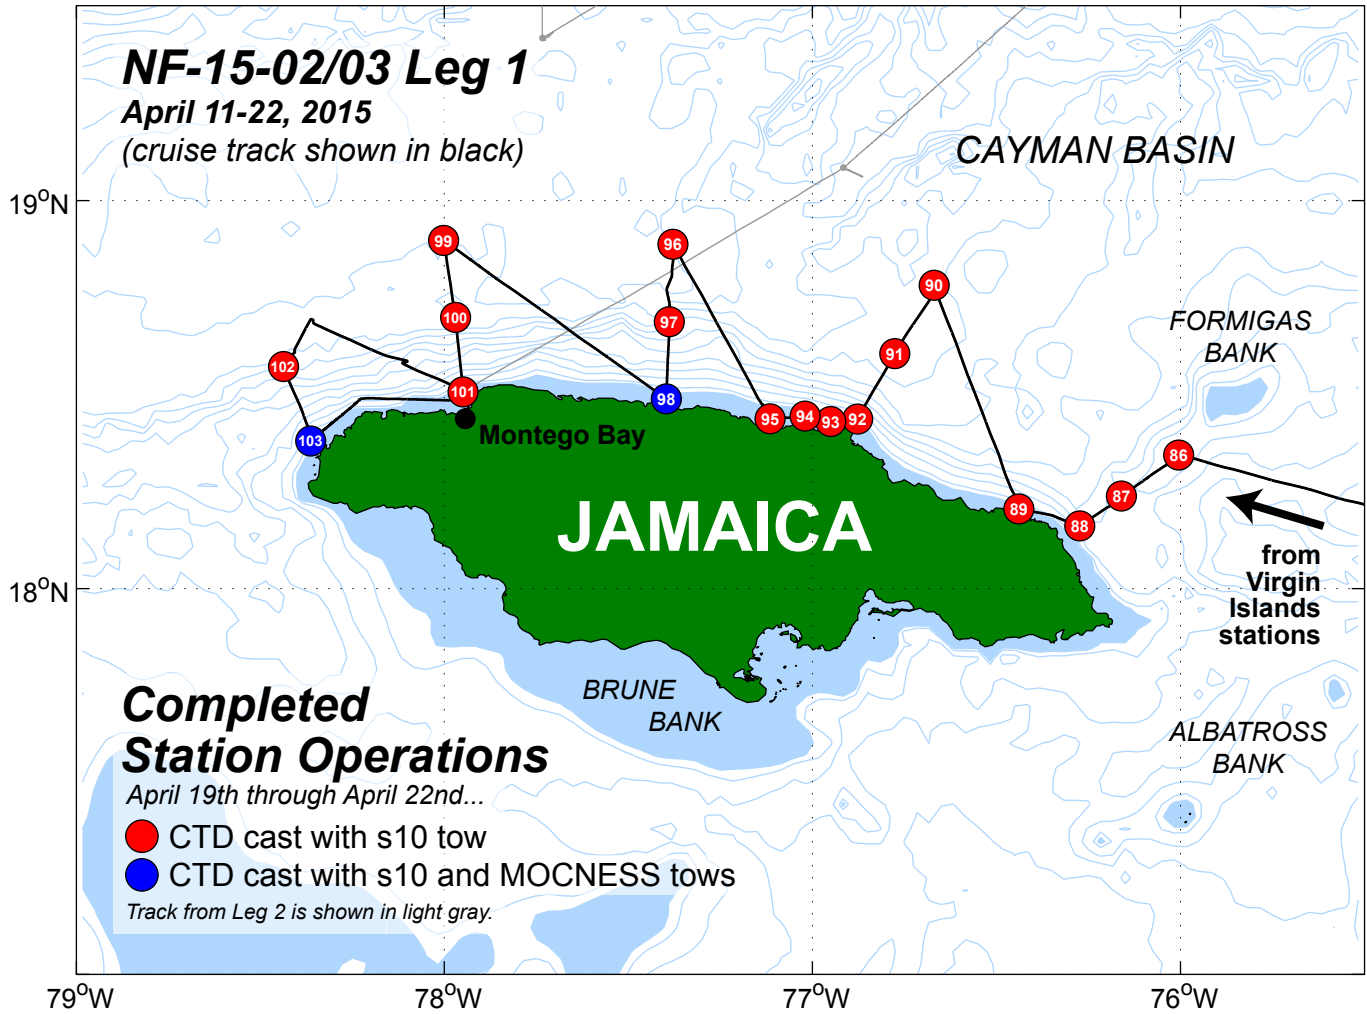 NF-15-02/03 Leg 1
April 11-22, 2015
(cruise track shown in black)
CAYMAN BASIN
19°N
99
96
90
100
97
FORMIGAS
BANK
91
102
101
98
95
94
93
92
103
Montego Bay
86
87
89
88
JAMAICA
from
Virgin
Islands
stations
18°N
BRUNE
BANK
ALBATROSS
BANK
Completed
Station Operations
April 19th through April 22nd...
CTD cast with s10 tow
CTD cast with s10 and MOCNESS tows
Track from Leg 2 is shown in light gray.
79°W
78°W
77°W
76°W